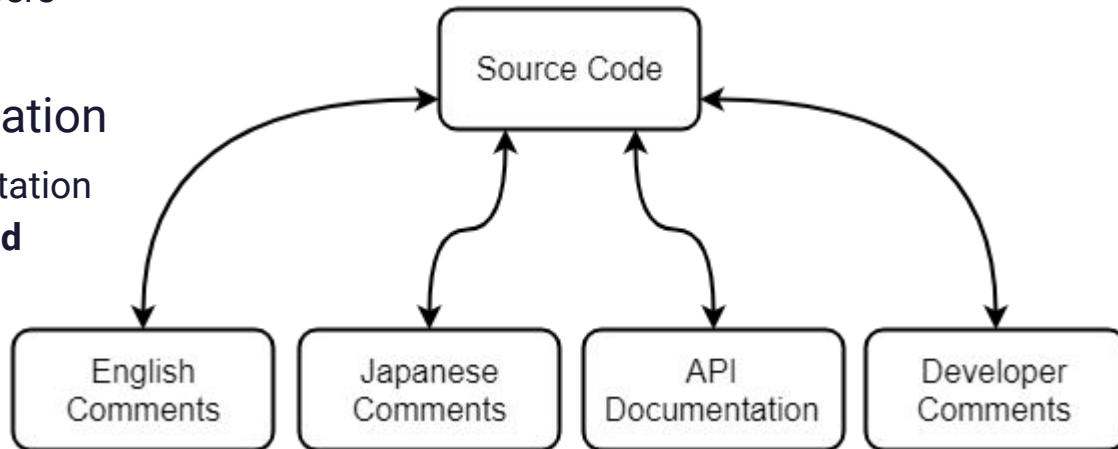 Source Code
ation
tation
d
English
Comments
Japanese
Comments
API
Documentation
Developer
Comments